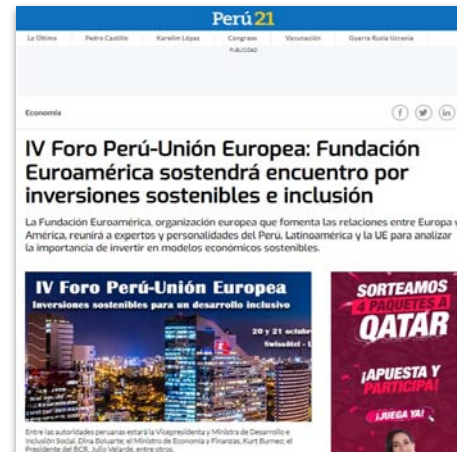 Perú21
La Última Pedro Castillo Karelim López Congreso Vacunación Guerra Rusia Ucrania
PUBLICIDAD
Economía
IV Foro Perú-Unión Europea: Fundación
Euroamérica sostendrá encuentro por
inversiones sostenibles e inclusión
La Fundación Euroamérica, organización europea que fomenta las relaciones entre Europa y
América, reunirá a expertos y personalidades del Perú, Latinoamérica y la UE para analizar
la importancia de invertir en modelos económicos sostenibles.
IV Foro Perú-Unión Europea
Inversiones sostenibles para un desarrollo inclusivo
20 y 21 octub
Swissôtel - L
SORTEAMOS
4 PAQUETES A
QATAR
¡APUESTA Y
PARTICIPA!
¡JUEGA YA!
Entre las autoridades peruanas estará la Vicepresidenta y Ministra de Desarrollo e
Inclusión Social, Dina Boluarte; el Ministro de Economía y Finanzas, Kurt Burneo; el
Presidente del BCR, Julio Velarde, entre otros.